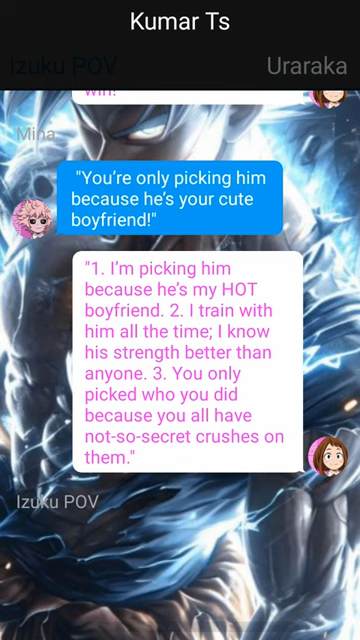 Kumar Ts
Izuku POV
Uraraka
win!
Mina
"You’re only picking him
because he’s your cute
boyfriend!"
"1. I’m picking him
because he’s my HOT
boyfriend. 2. I train with
him all the time; I know
his strength better than
anyone. 3. You only
picked who you did
because you all have
not-so-secret crushes on
them."
Izuku POV